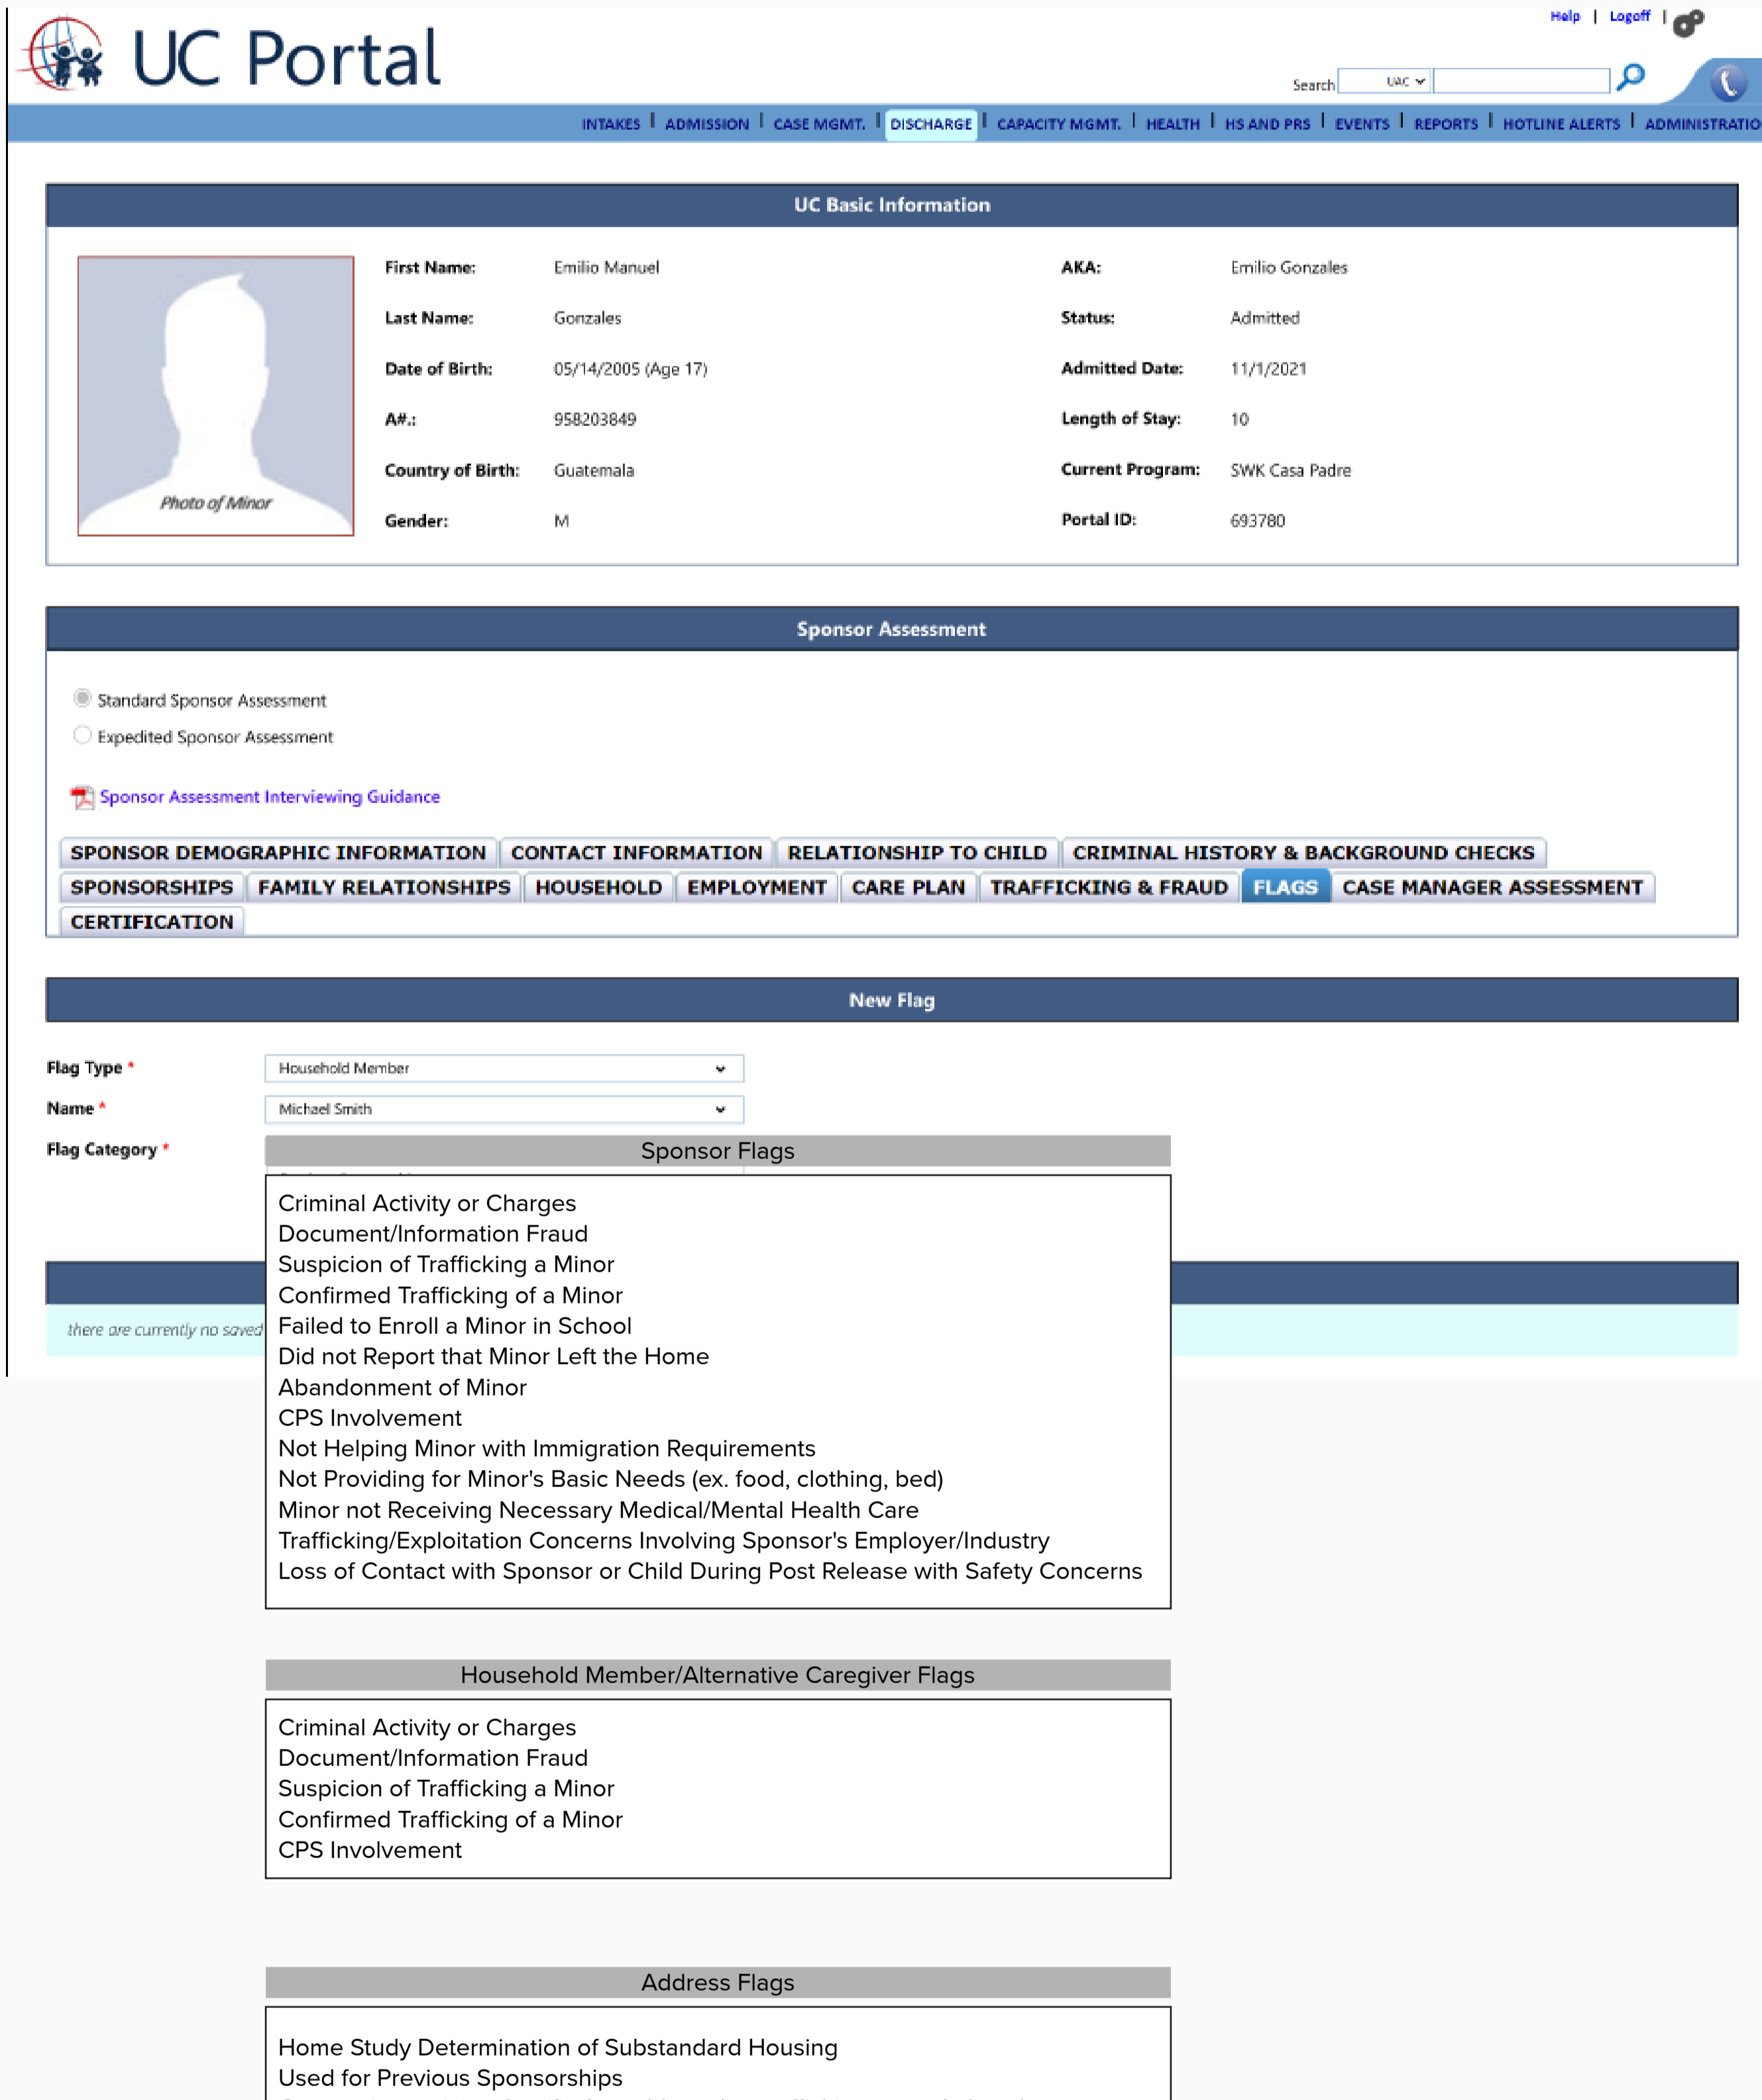 Help | Logoff |
UC Portal
Search UAC
INTAKES | ADMISSION | CASE MGMT. | DISCHARGE | CAPACITY MGMT. | HEALTH | HS AND PRS | EVENTS | REPORTS | HOTLINE ALERTS | ADMINISTRATIO
UC Basic Information
First Name: Emilio Manuel AKA: Emilio Gonzales
Last Name: Gonzales Status: Admitted
Date of Birth: 05/14/2005 (Age 17) Admitted Date: 11/1/2021
A#.: 958203849 Length of Stay: 10
Country of Birth: Guatemala Current Program: SWK Casa Padre
Photo of Minor
Gender: M Portal ID: 693780
Sponsor Assessment
Standard Sponsor Assessment
Expedited Sponsor Assessment
Sponsor Assessment Interviewing Guidance
SPONSOR DEMOGRAPHIC INFORMATION CONTACT INFORMATION RELATIONSHIP TO CHILD CRIMINAL HISTORY & BACKGROUND CHECKS
SPONSORSHIPS FAMILY RELATIONSHIPS HOUSEHOLD EMPLOYMENT CARE PLAN TRAFFICKING & FRAUD FLAGS CASE MANAGER ASSESSMENT
CERTIFICATION
New Flag
Flag Type * Household Member
Name * Michael Smith
Flag Category * Sponsor Flags
Criminal Activity or Charges
Document/Information Fraud
Suspicion of Trafficking a Minor
Confirmed Trafficking of a Minor
there are currently no saved
Failed to Enroll a Minor in School
Did not Report that Minor Left the Home
Abandonment of Minor
CPS Involvement
Not Helping Minor with Immigration Requirements
Not Providing for Minor's Basic Needs (ex. food, clothing, bed)
Minor not Receiving Necessary Medical/Mental Health Care
Trafficking/Exploitation Concerns Involving Sponsor's Employer/Industry
Loss of Contact with Sponsor or Child During Post Release with Safety Concerns
Household Member/Alternative Caregiver Flags
Criminal Activity or Charges
Document/Information Fraud
Suspicion of Trafficking a Minor
Confirmed Trafficking of a Minor
CPS Involvement
Address Flags
Home Study Determination of Substandard Housing
Used for Previous Sponsorships